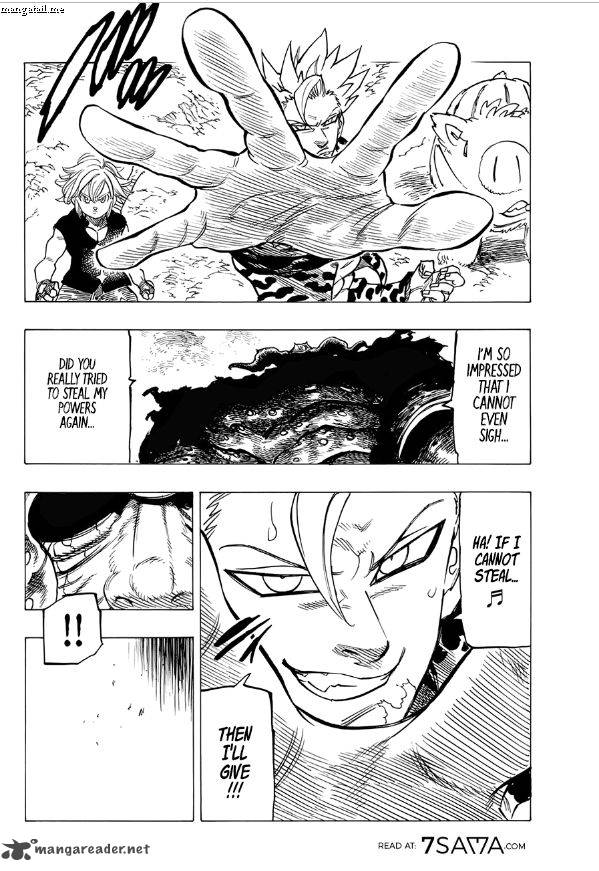 mangatail.me
I'M SO
IMPRESSED
THAT I
CANNOT
EVEN
SIGH...
DID YOU
REALLY TRIED
TO STEAL MY
POWERS
AGAIN...
HA! IF I
CANNOT
STEAL...
♫
!!
THEN
I'LL
GIVE
!!!
mangareader.net
READ AT: 7SAMA.COM